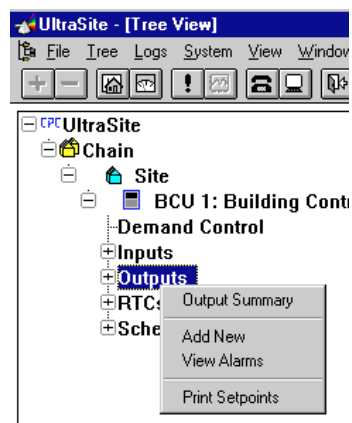 UltraSite - [Tree View]
File Tree Logs System View Window
CPC UltraSite
Chain
Site
BCU 1: Building Cont
Demand Control
Inputs
Outputs
Output Summary
RTCs
Add New
Sche
View Alarms
Print Setpoints